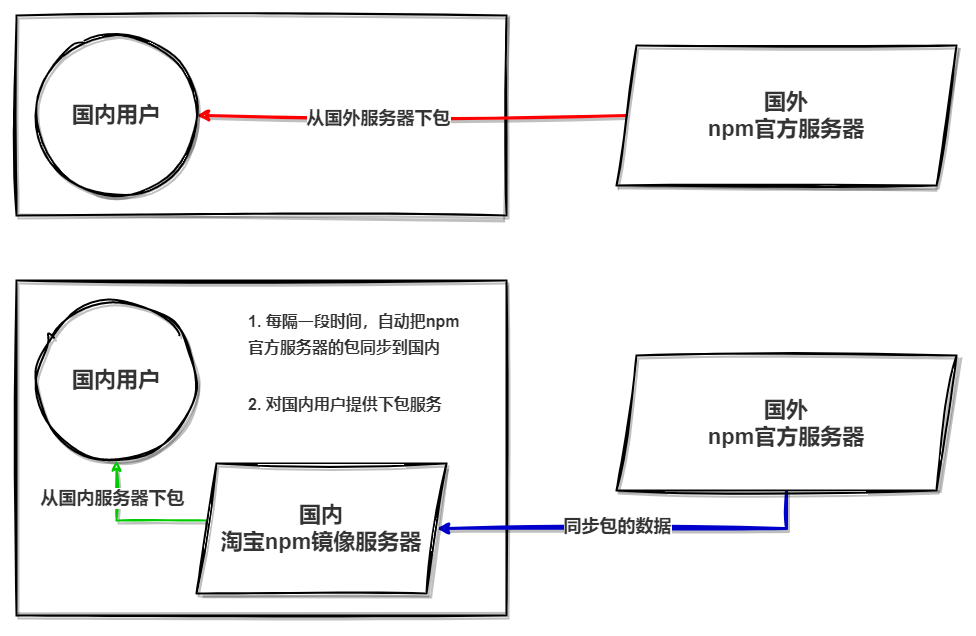 国内用户
从国外服务器下包
国外
npm官方服务器
国内用户
1. 每隔一段时间，自动把npm
官方服务器的包同步到国内
2. 对国内用户提供下包服务
国外
npm官方服务器
从国内服务器下包
国内
淘宝npm镜像服务器
同步包的数据